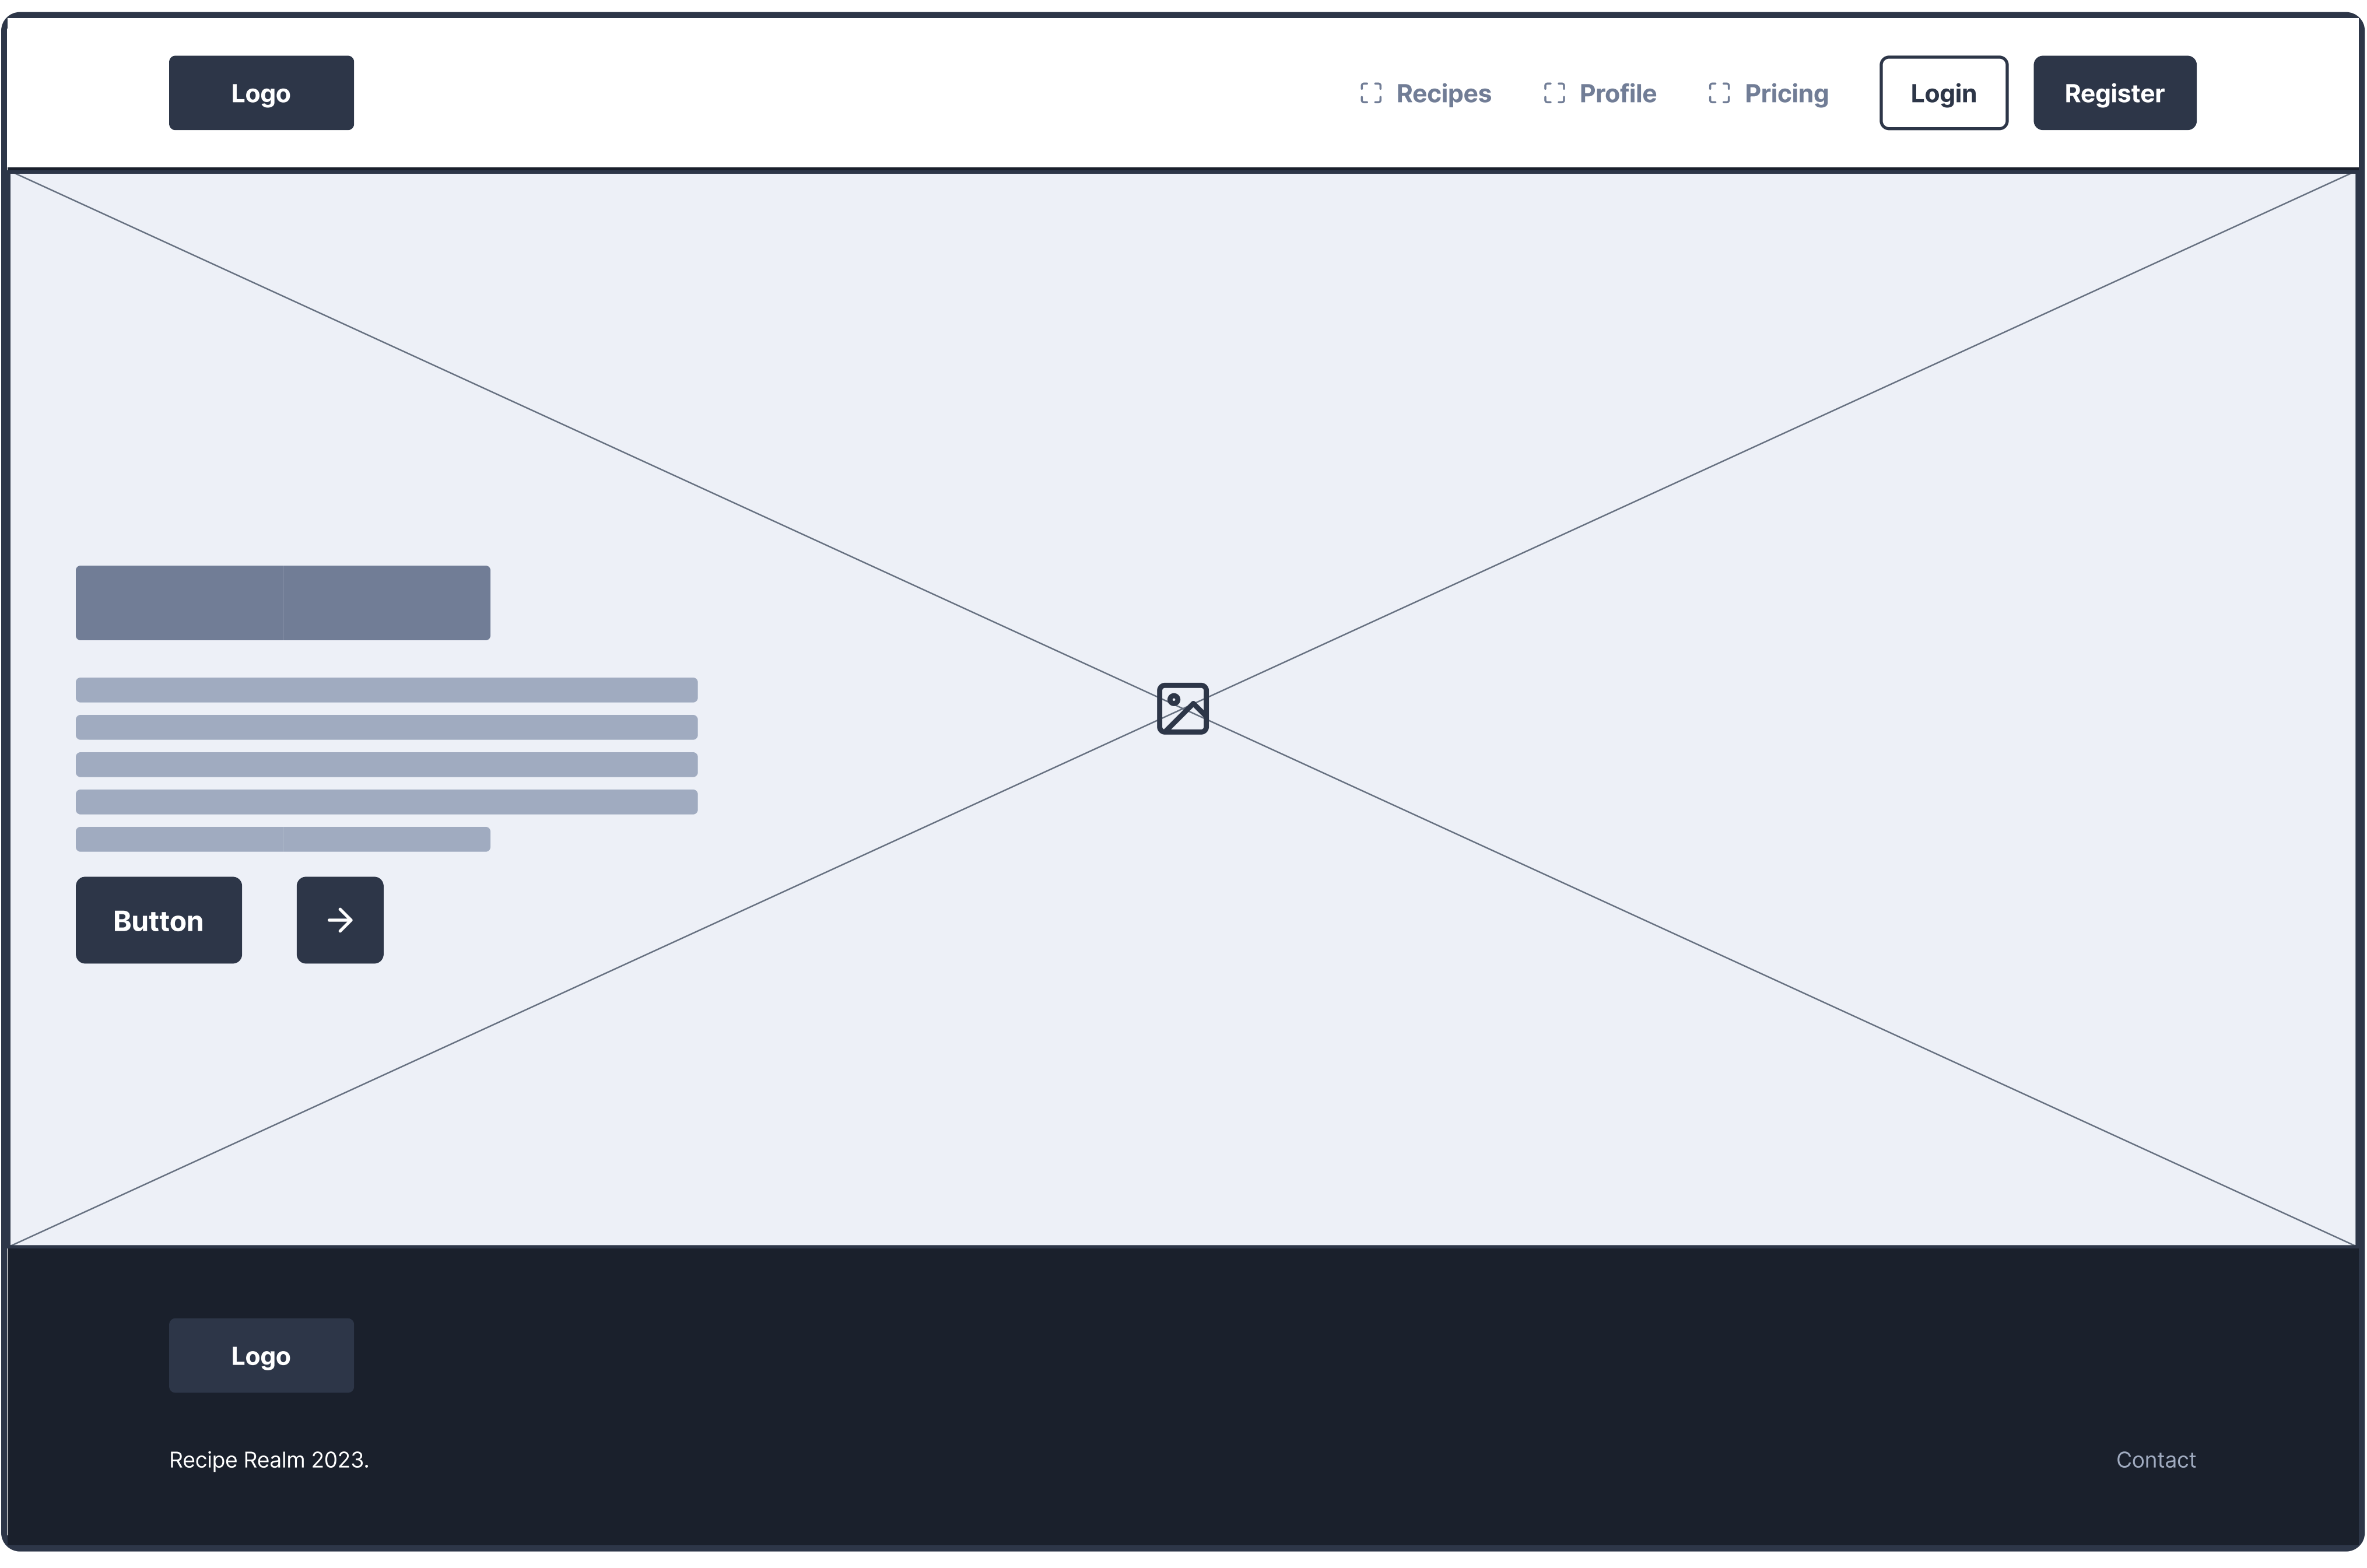 Logo
Recipes
Profile
Pricing
Login
Register
Button
Logo
Recipe Realm 2023.
Contact